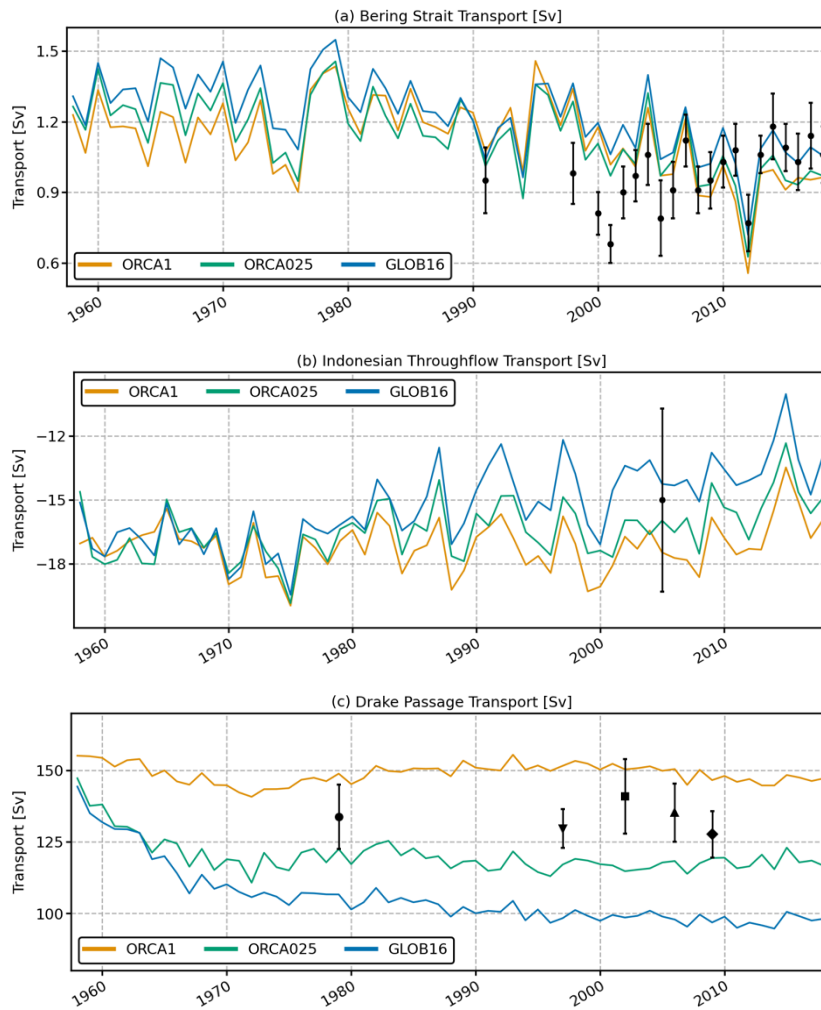 (a) Bering Strait Transport [Sv]
Transport [Sv]
1.5
1.2
0.9
0.6
ORCA1 ORCA025 GLOB16
1960 1970 1980 1990 2000 2010
(b) Indonesian Throughflow Transport [Sv]
ORCA1 ORCA025 GLOB16
Transport [Sv]
−12
−15
−18
1960 1970 1980 1990 2000 2010
(c) Drake Passage Transport [Sv]
Transport [Sv]
150
125
100
ORCA1 ORCA025 GLOB16
1960 1970 1980 1990 2000 2010